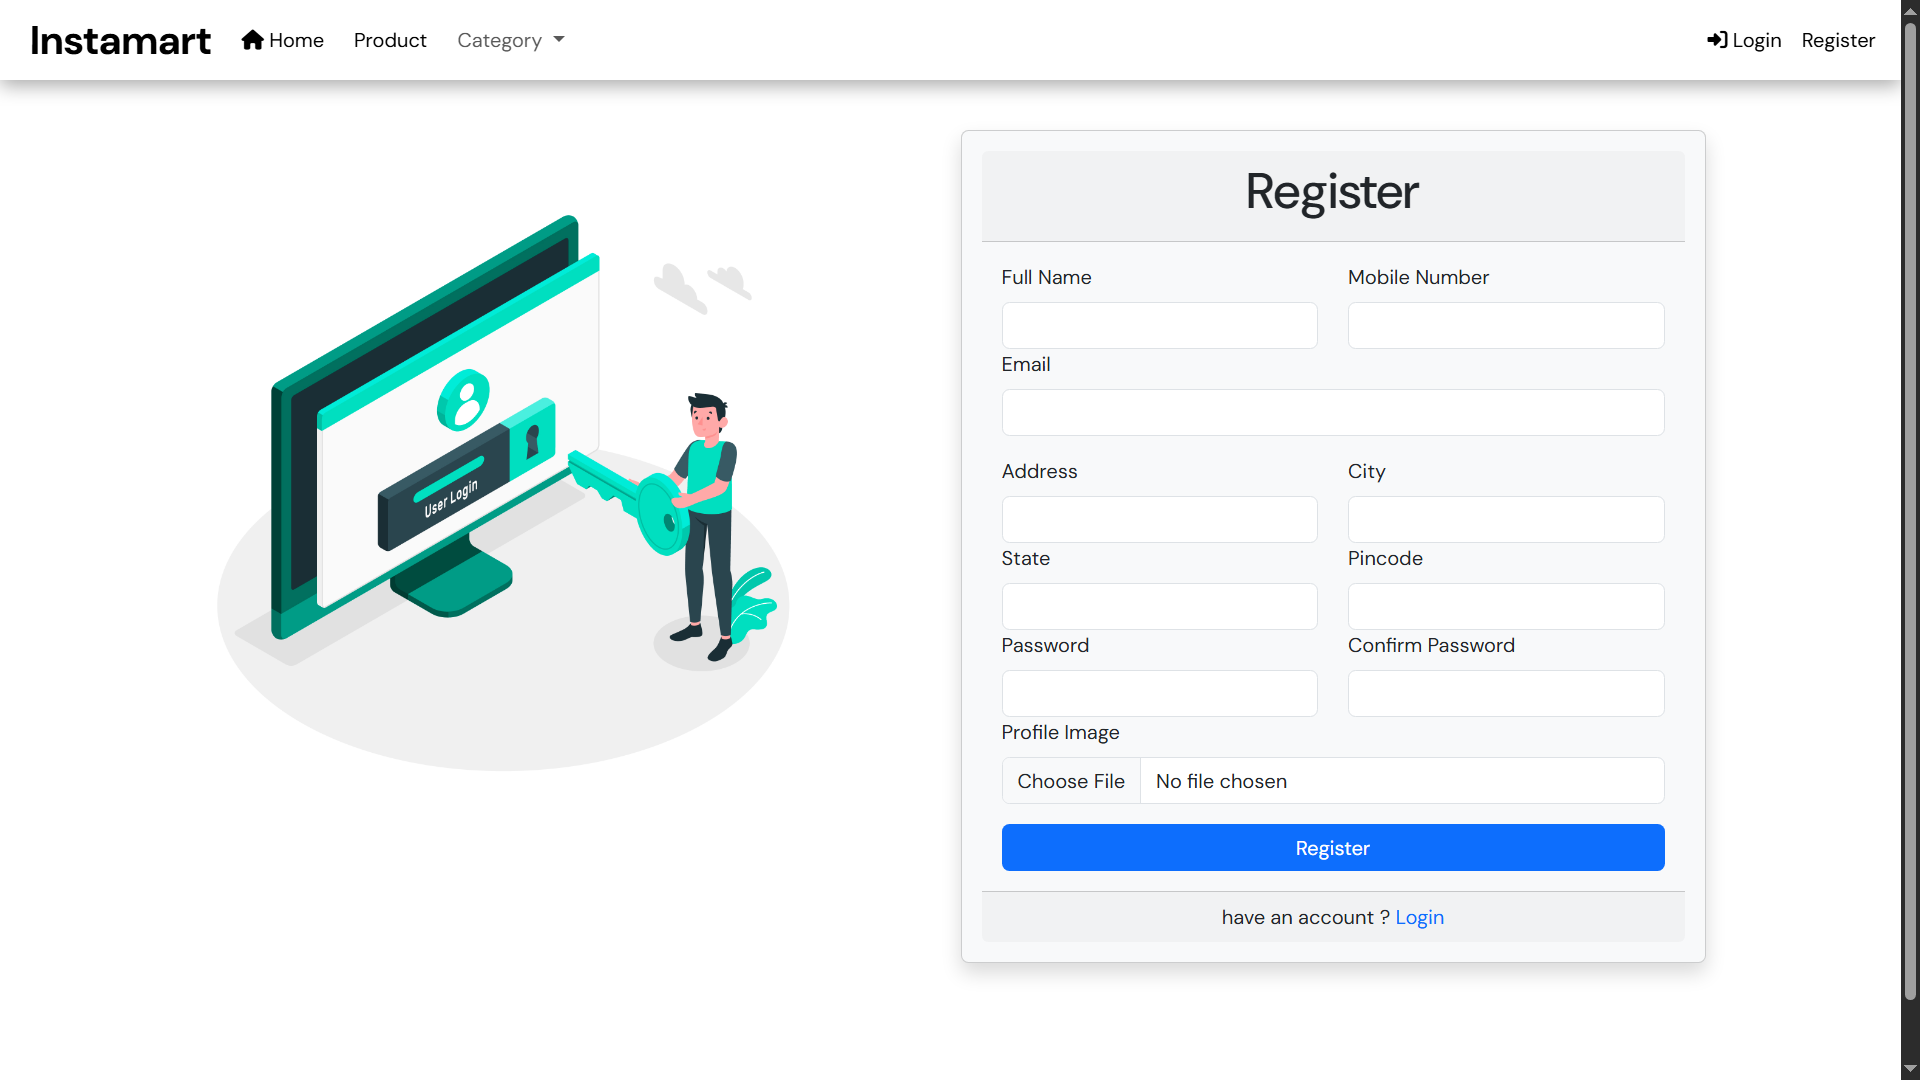 Instamart Home Product Category Login Register
User Login
Register
Full Name Mobile Number
Email
Address City
State Pincode
Password Confirm Password
Profile Image
Choose File No file chosen
Register
have an account ? Login